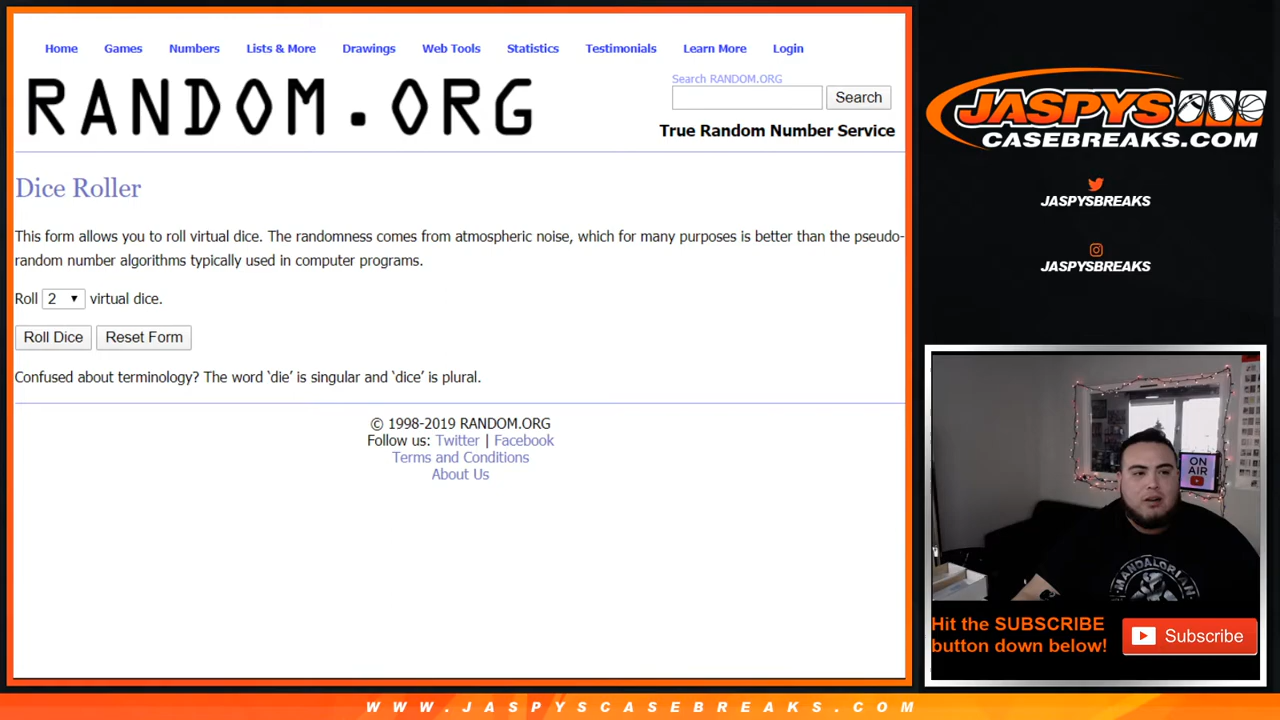 Home Games Numbers Lists & More Drawings Web Tools Statistics Testimonials Learn More Login
RANDOM.ORG
Search RANDOM.ORG
Search
True Random Number Service
Dice Roller
This form allows you to roll virtual dice. The randomness comes from atmospheric noise, which for many purposes is better than the pseudo-
random number algorithms typically used in computer programs.
Roll 2 virtual dice.
Roll Dice Reset Form
Confused about terminology? The word ‘die’ is singular and ‘dice’ is plural.
© 1998-2019 RANDOM.ORG
Follow us: Twitter | Facebook
Terms and Conditions
About Us
JASPYS
CASEBREAKS.COM
JASPYSBREAKS
JASPYSBREAKS
ON
AIR
MANDALORIAN
Hit the SUBSCRIBE
button down below!
Subscribe
WWW.JASPYSCASEBREAKS.COM